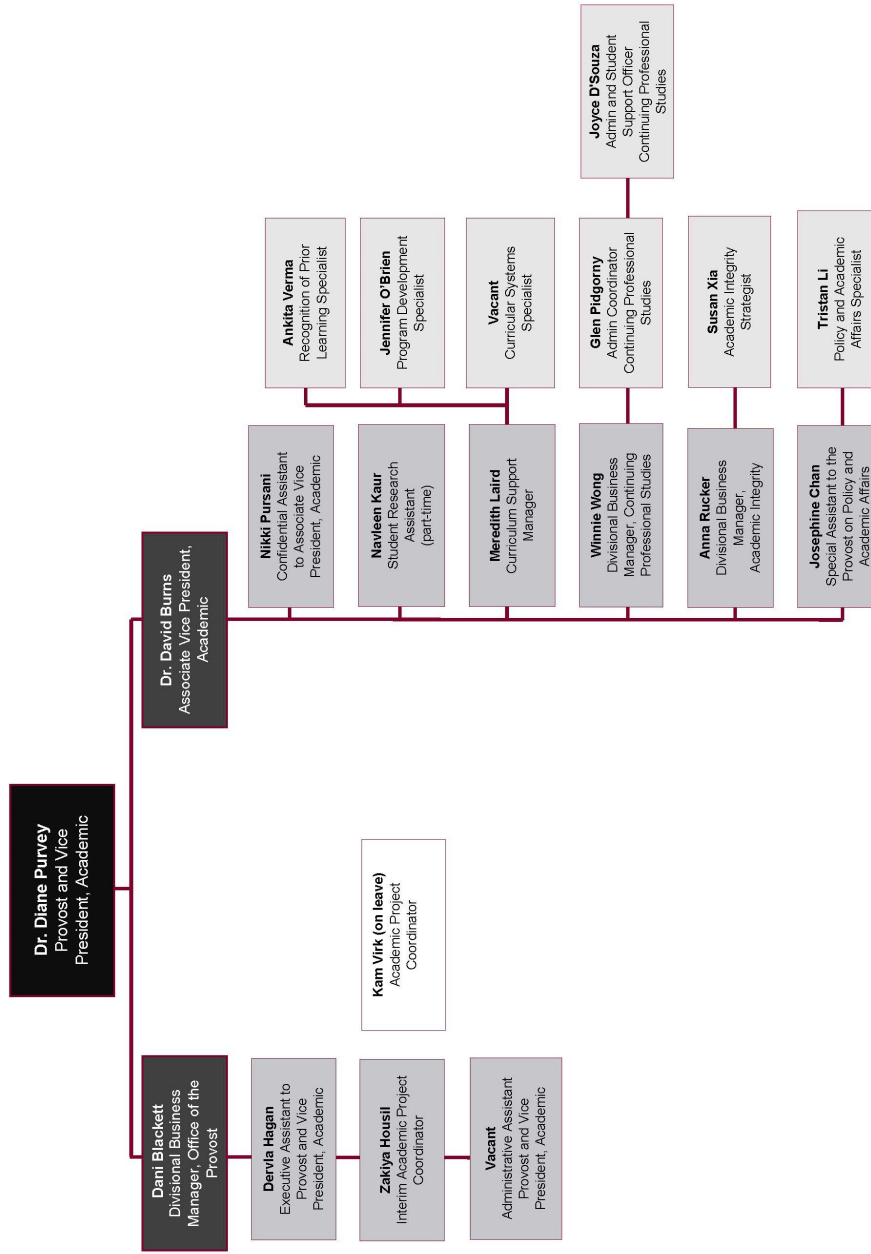 Dr. Diane Purvey
Provost and Vice
President, Academic
Dani Blackett
Divisional Business
Manager, Office of the
Provost
Dr. David Burns
Associate Vice President,
Academic
Dervla Hagan
Executive Assistant to
Provost and Vice
President, Academic
Zakiya Housil
Interim Academic Project
Coordinator
Kam Virk (on leave)
Academic Project
Coordinator
Vacant
Administrative Assistant
Provost and Vice
President, Academic
Nikki Pursani
Confidential Assistant
to Associate Vice
President, Academic
Navleen Kaur
Student Research
Assistant
(part-time)
Meredith Laird
Curriculum Support
Manager
Ankita Verma
Recognition of Prior
Learning Specialist
Jennifer O'Brien
Program Development
Specialist
Vacant
Curricular Systems
Specialist
Winnie Wong
Divisional Business
Manager, Continuing
Professional Studies
Glen Pidgorny
Admin Coordinator
Continuing Professional
Studies
Joyce D'Souza
Admin and Student
Support Officer
Continuing Professional
Studies
Anna Rucker
Divisional Business
Manager,
Academic Integrity
Susan Xia
Academic Integrity
Strategist
Josephine Chan
Special Assistant to the
Provost on Policy and
Academic Affairs
Tristan Li
Policy and Academic
Affairs Specialist